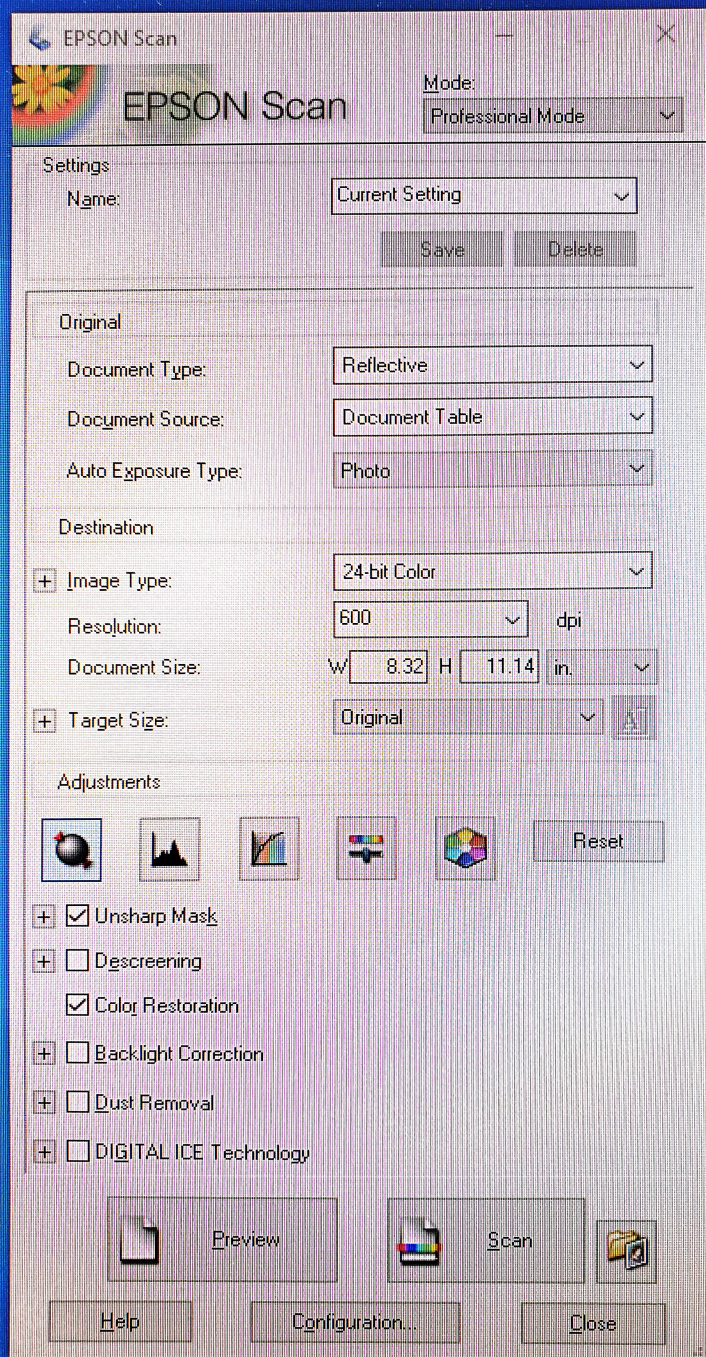 EPSON Scan
EPSON Scan
Mode:
Professional Mode
Settings
Name:
Current Setting
Save
Delete
Original
Document Type:
Reflective
Document Source:
Document Table
Auto Exposure Type:
Photo
Destination
Image Type:
24-bit Color
Resolution:
600
dpi
Document Size:
W 8.32 H 11.14 in.
Target Size:
Original
Adjustments
Reset
Unsharp Mask
Descreening
Color Restoration
Backlight Correction
Dust Removal
DIGITAL ICE Technology
Preview
Scan
Help
Configuration...
Close